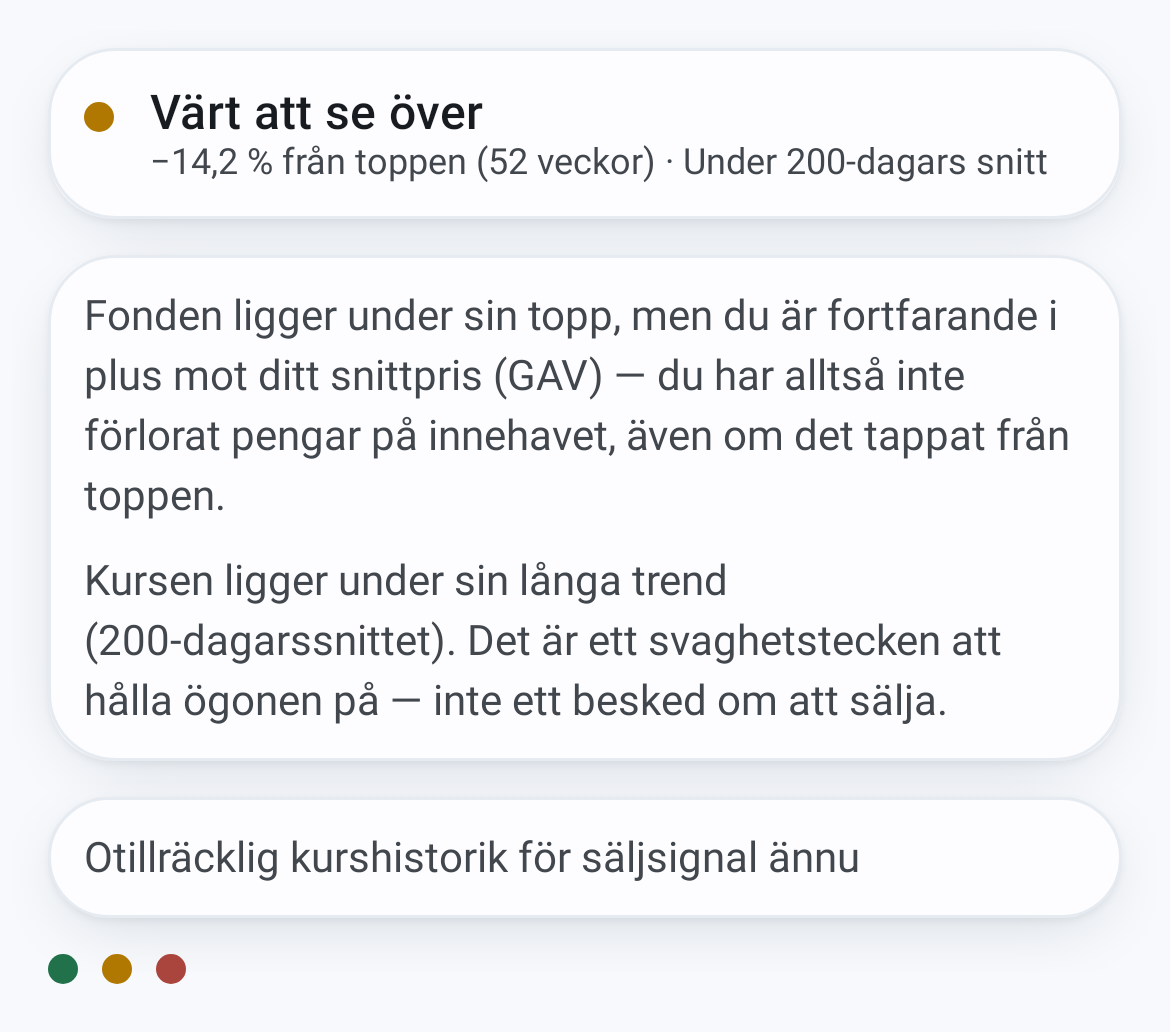 Värt att se över
−14,2 % från toppen (52 veckor) · Under 200-dagars snitt
Fonden ligger under sin topp, men du är fortfarande i
plus mot ditt snittpris (GAV) — du har alltså inte
förlorat pengar på innehavet, även om det tappat från
toppen.
Kursen ligger under sin långa trend
(200-dagarssnittet). Det är ett svaghetstecken att
hålla ögonen på — inte ett besked om att sälja.
Otillräcklig kurshistorik för säljsignal ännu